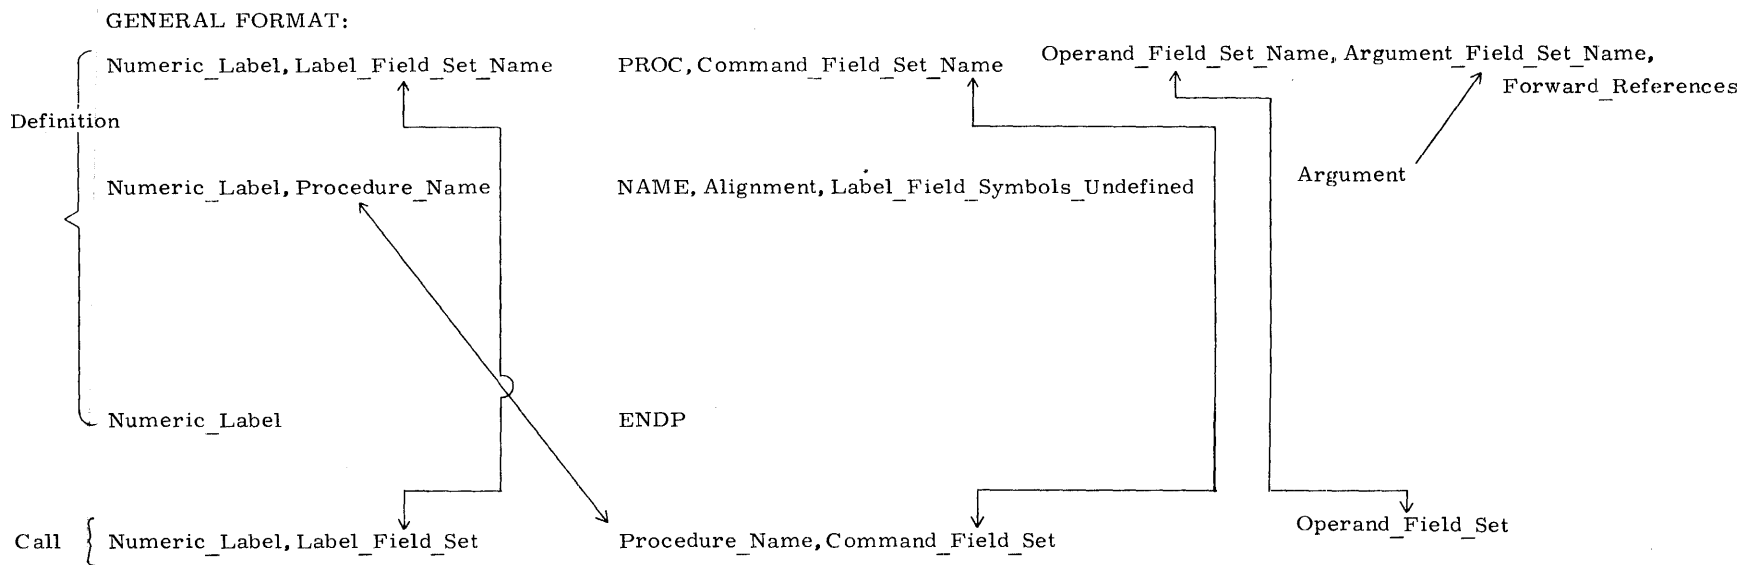 GENERAL FORMAT:
Numeric_Label, Label_Field_Set_Name PROC, Command_Field_Set_Name Operand_Field_Set_Name, Argument_Field_Set_Name,
Forward_References
Definition
Numeric_Label, Procedure_Name NAME, Alignment, Label_Field_Symbols_Undefined Argument
Numeric_Label ENDP
Call Numeric_Label, Label_Field_Set Procedure_Name, Command_Field_Set Operand_Field_Set